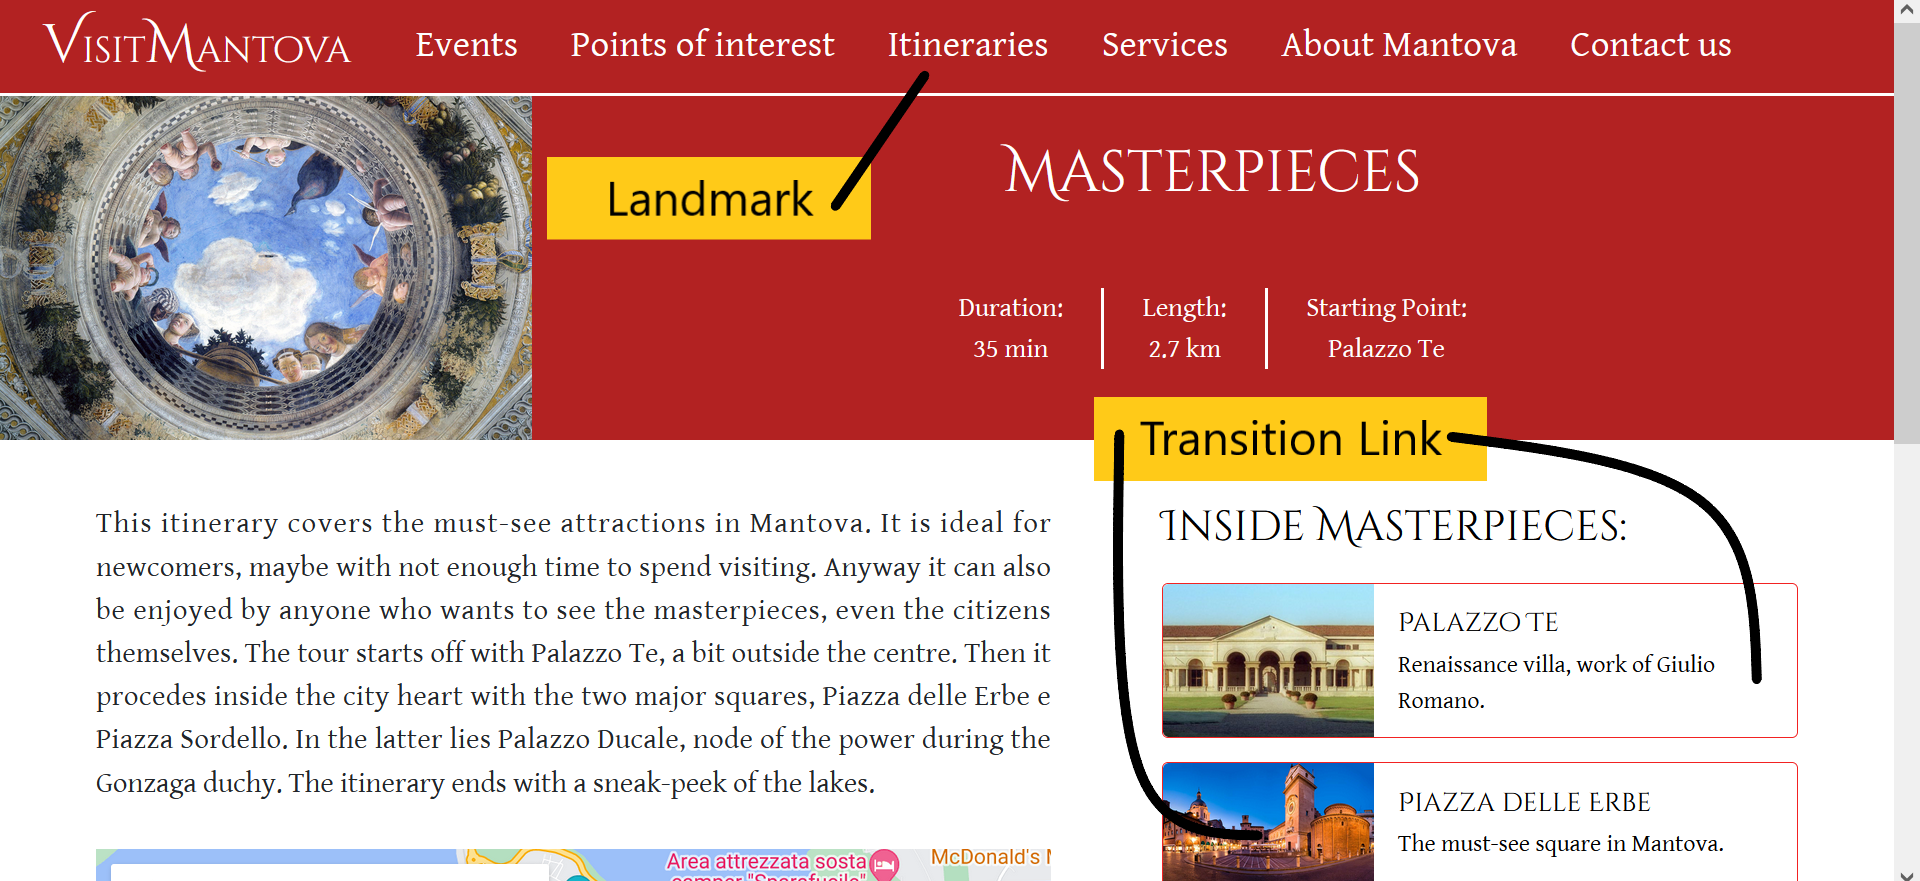 VisitMantova Events Points of interest Itineraries Services About Mantova Contact us
Landmark
Masterpieces
Duration: Length: Starting Point:
35 min 2.7 km Palazzo Te
Transition Link
This itinerary covers the must-see attractions in Mantova. It is ideal for
newcomers, maybe with not enough time to spend visiting. Anyway it can also
be enjoyed by anyone who wants to see the masterpieces, even the citizens
themselves. The tour starts off with Palazzo Te, a bit outside the centre. Then it
procedes inside the city heart with the two major squares, Piazza delle Erbe e
Piazza Sordello. In the latter lies Palazzo Ducale, node of the power during the
Gonzaga duchy. The itinerary ends with a sneak-peek of the lakes.
Inside Masterpieces:
Palazzo Te
Renaissance villa, work of Giulio
Romano.
Piazza delle Erbe
The must-see square in Mantova.
Area attrezzata sosta
camper "Sparafucile"
McDonald's